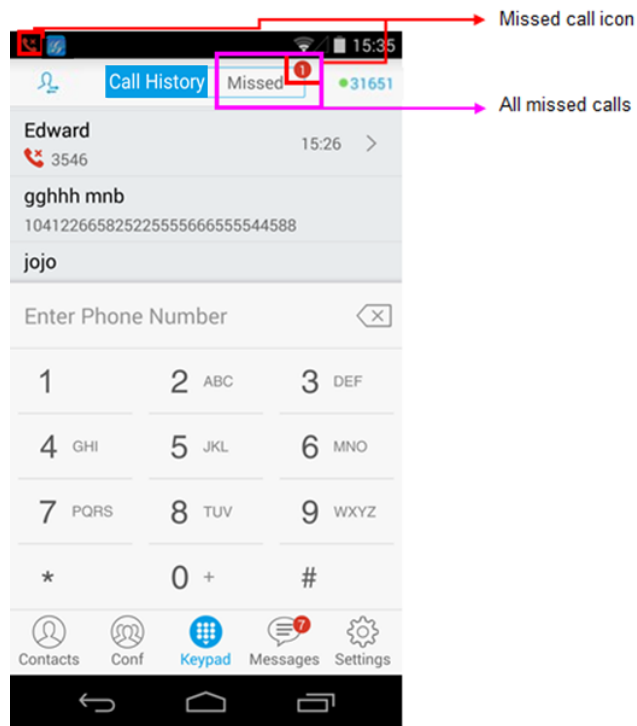 Missed call icon
15:35
Call History Missed 1 31651
All missed calls
Edward
3546 15:26 >
gghhh mnb
10412266582522555566655554588
jojo
Enter Phone Number
1 2 ABC 3 DEF
4 GHI 5 JKL 6 MNO
7 PQRS 8 TUV 9 WXYZ
* 0 + #
7
Contacts Conf Keypad Messages Settings